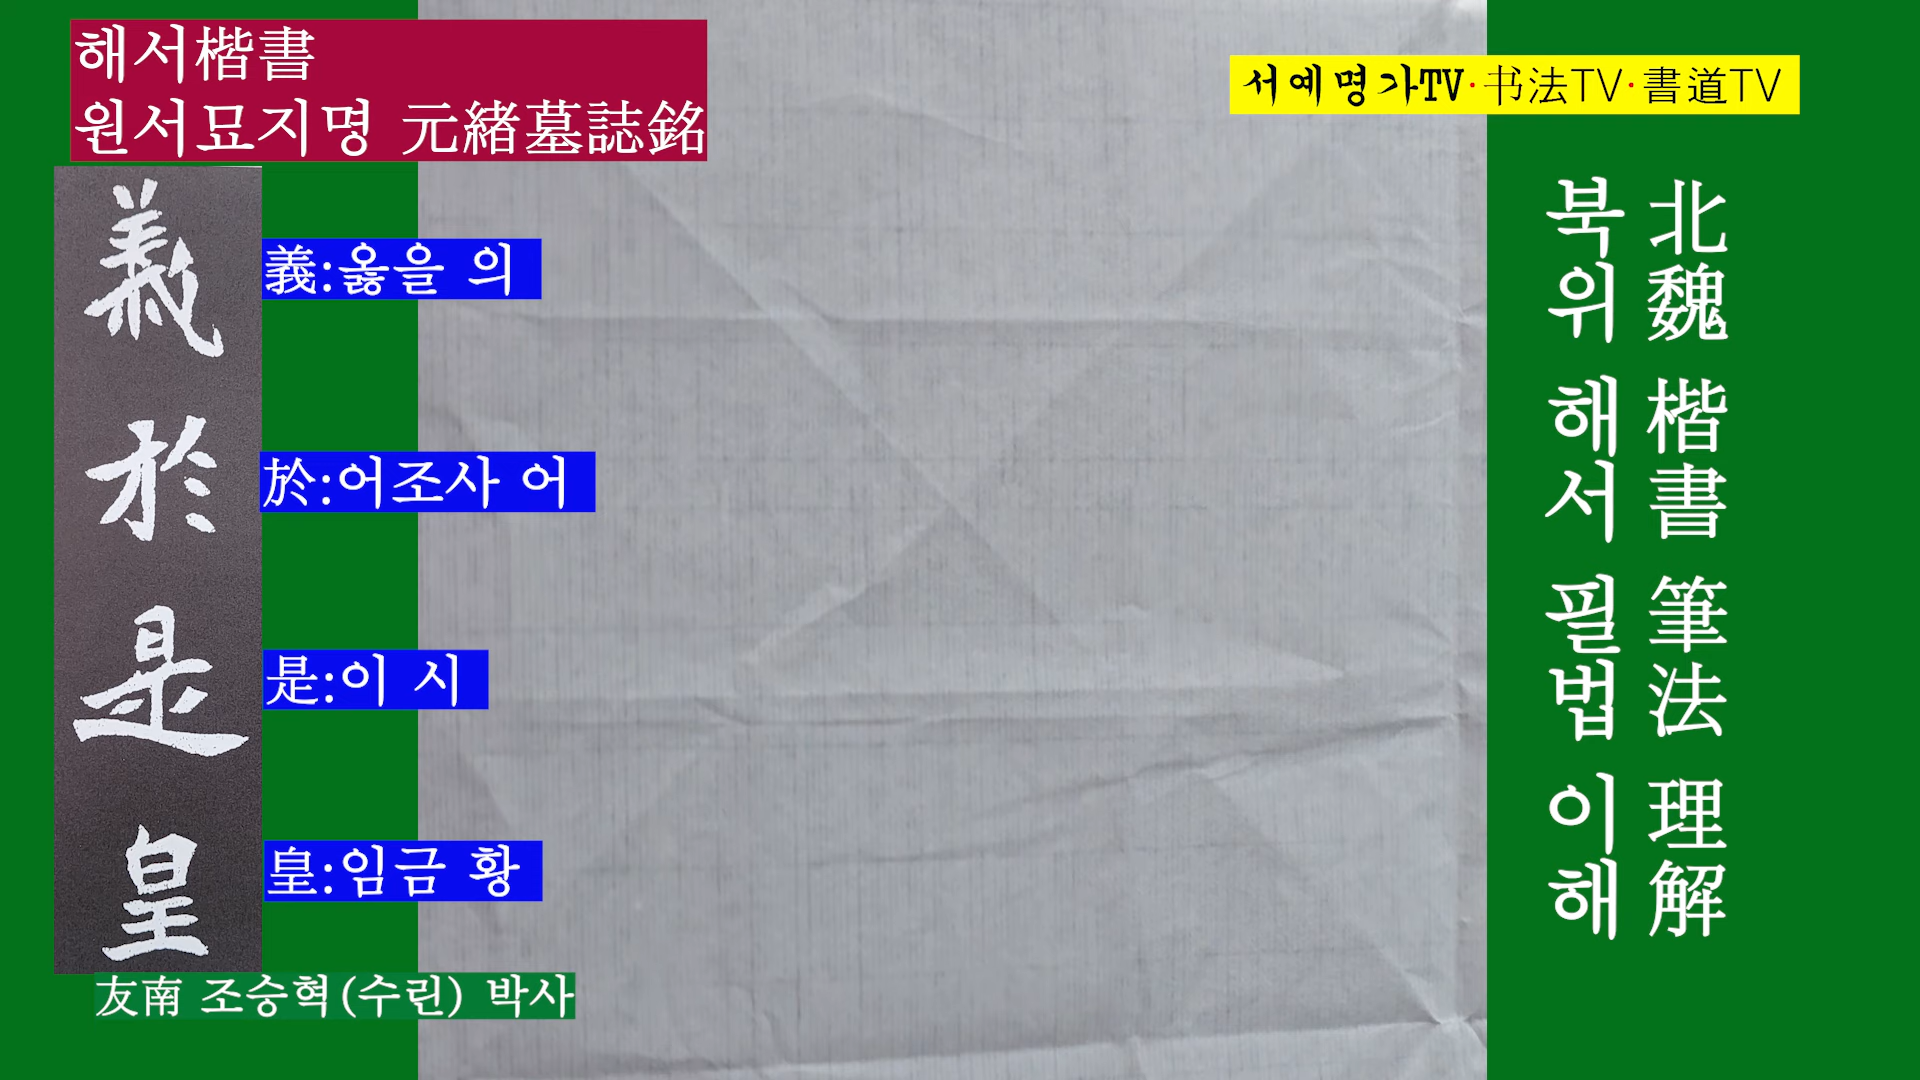 해서楷書
원서묘지명 元緒墓誌銘
서예명가TV·书法TV·書道TV
義於是皇
義:옳을 의
於:어조사 어
是:이 시
皇:임금 황
友南 조승혁(수린) 박사
북위 해서 필법 이해
北魏 楷書 筆法 理解